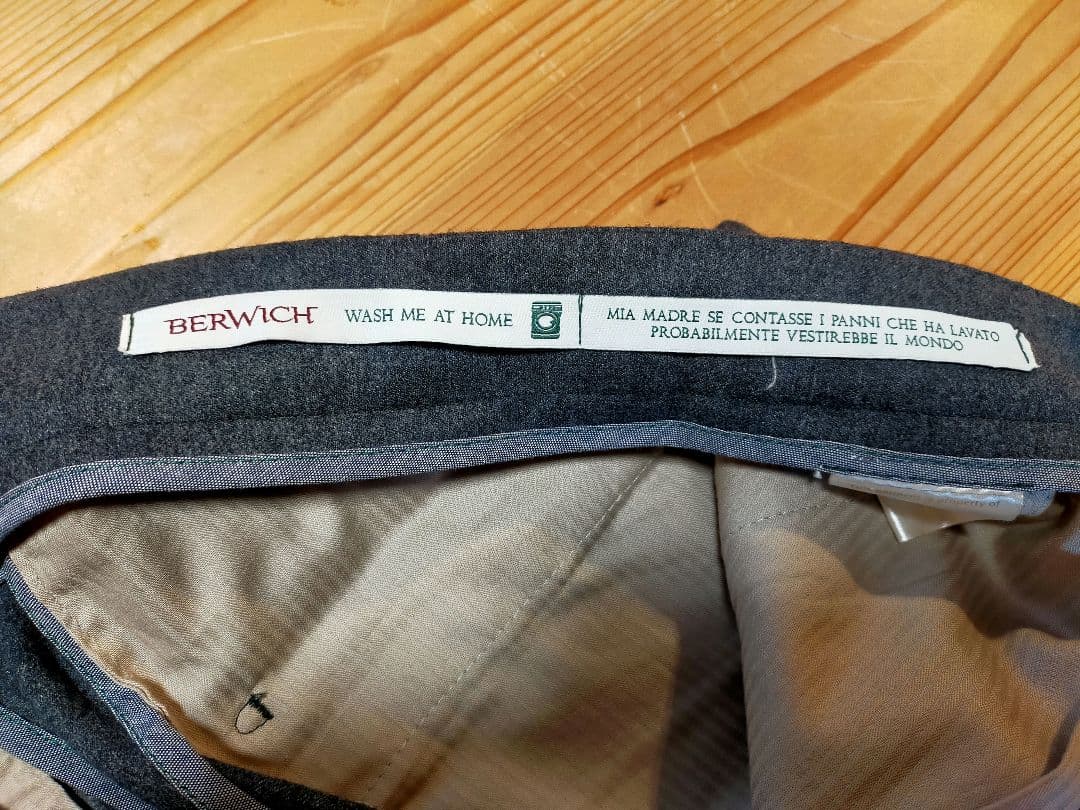 BERWICH WASH ME AT HOME
MIA MADRE SE CONTASSE I PANNI CHE HA LAVATO
PROBABILMENTE VESTIREBBE IL MONDO